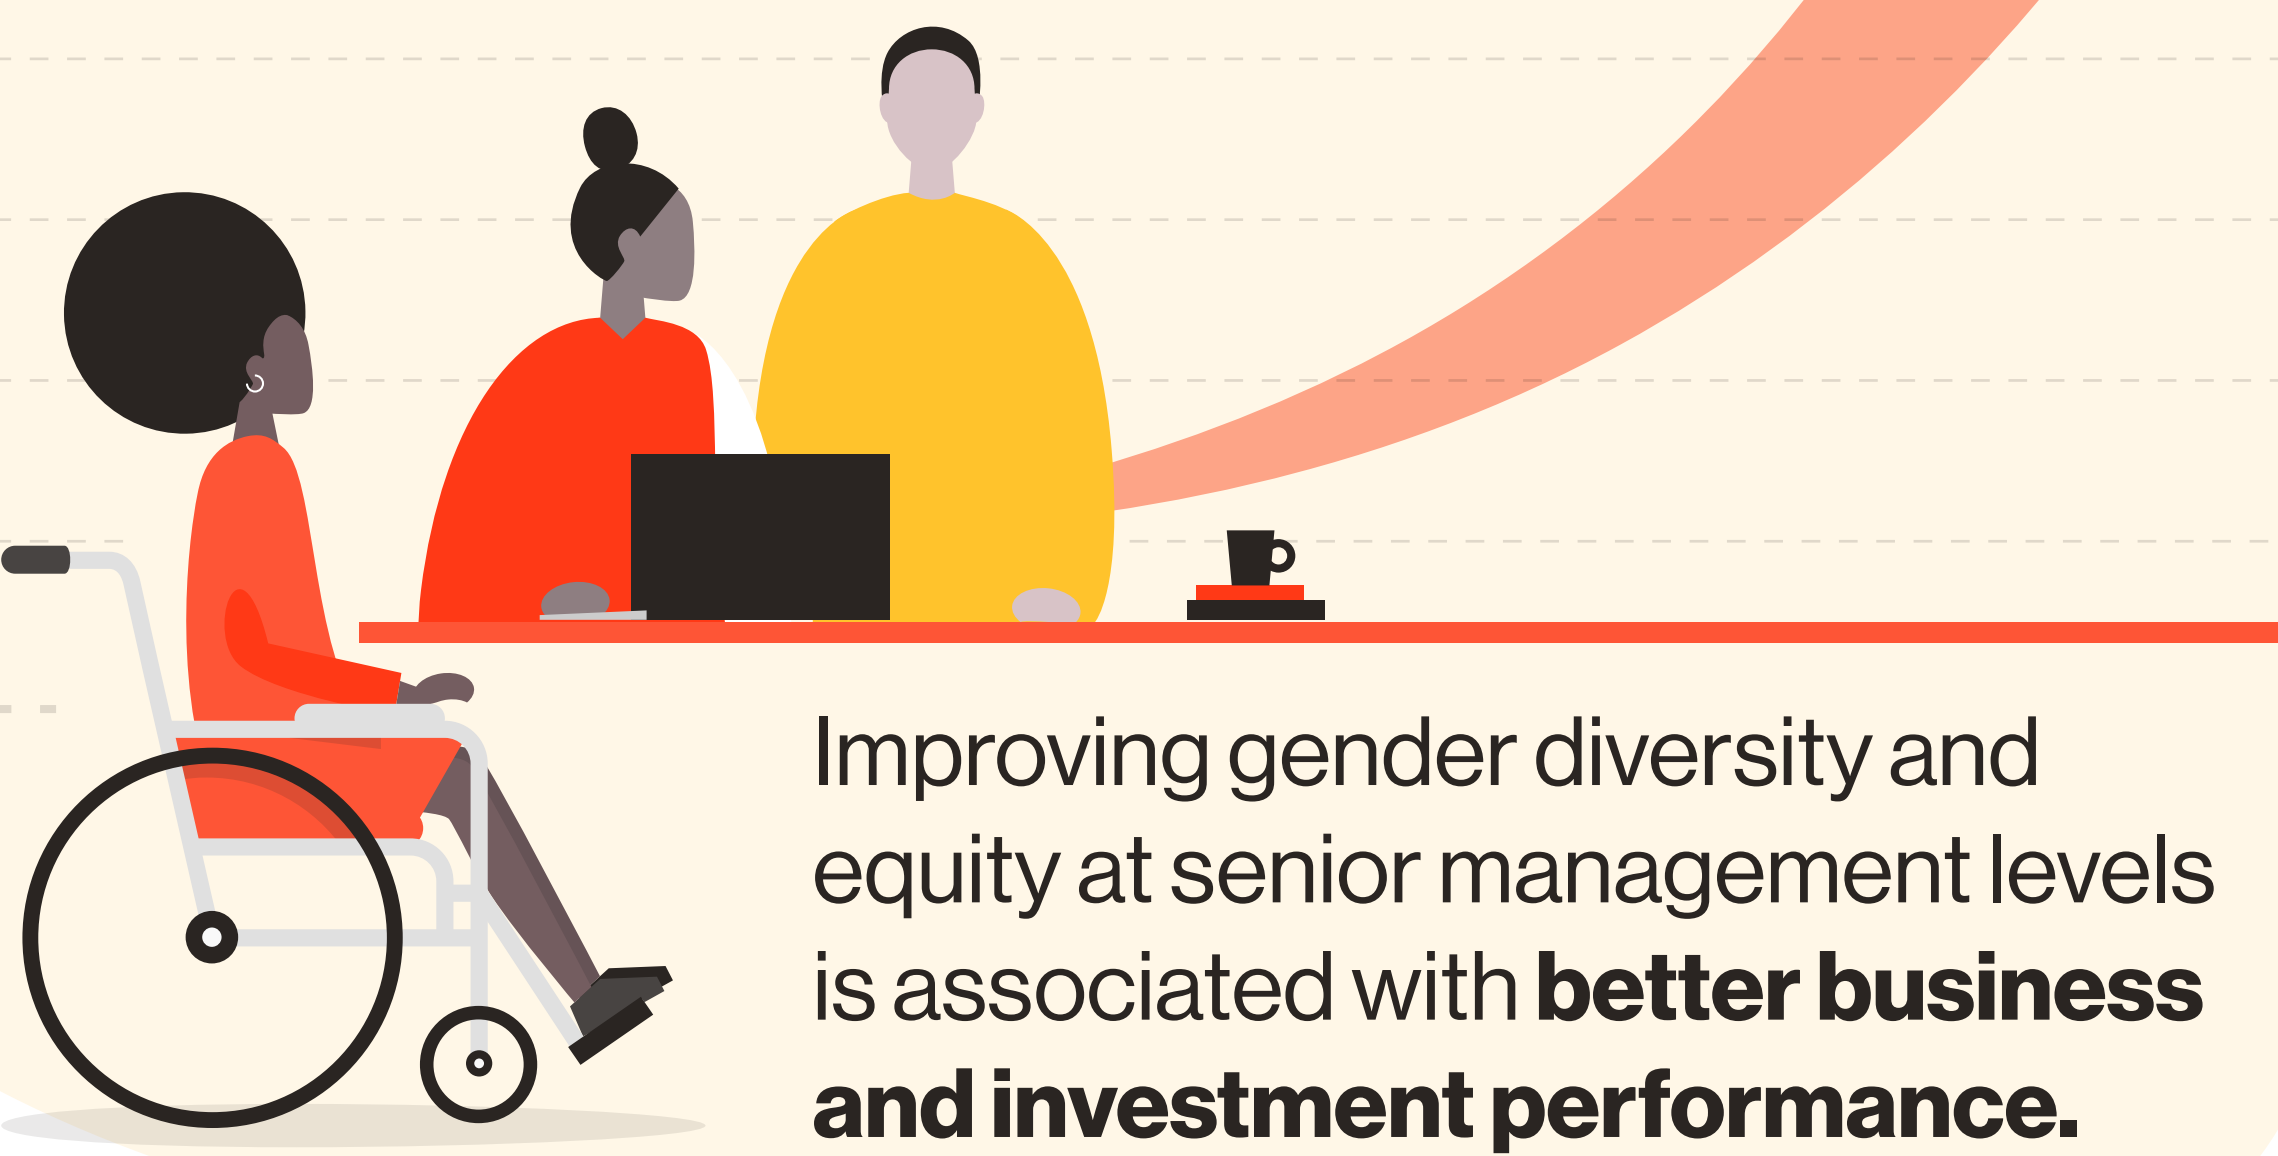 Improving gender diversity and
equity at senior management levels
is associated with better business
and investment performance.